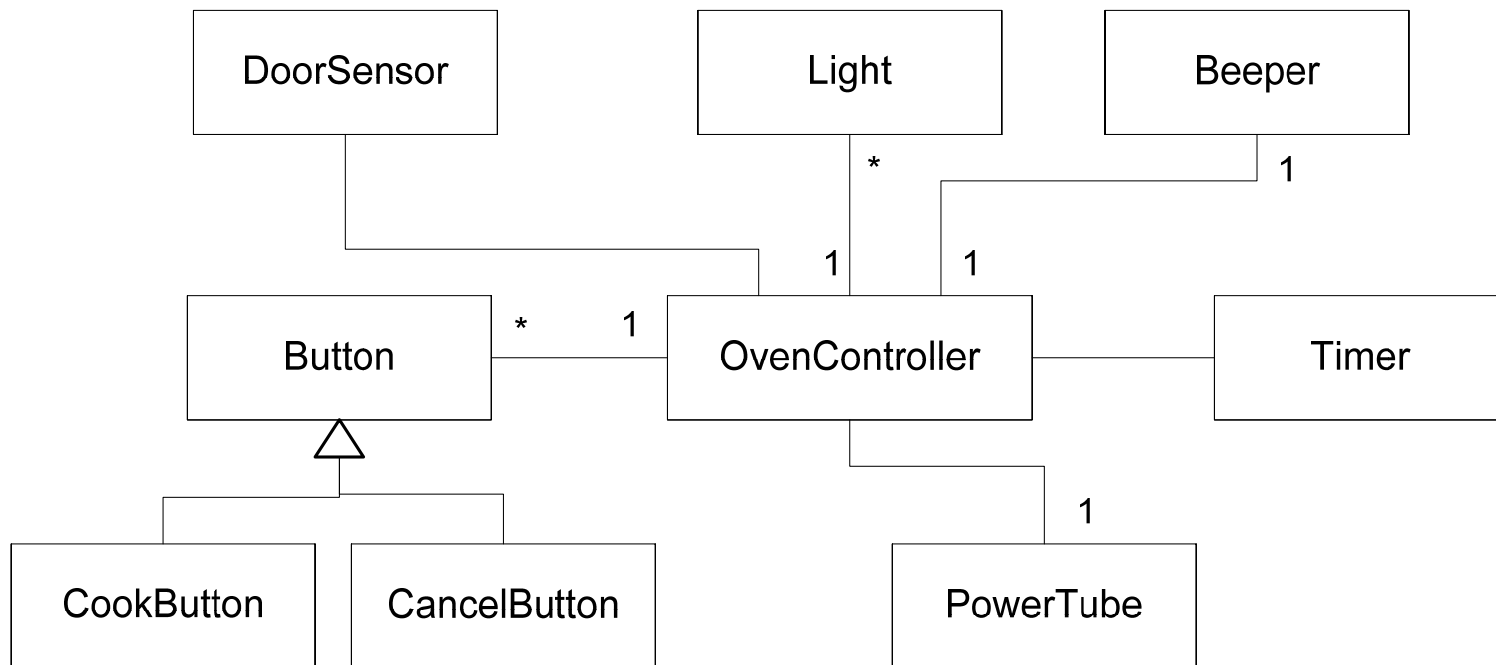 DoorSensor
Light
Beeper
*
1
1
1
Button
*
1
OvenController
Timer
1
CookButton
CancelButton
PowerTube